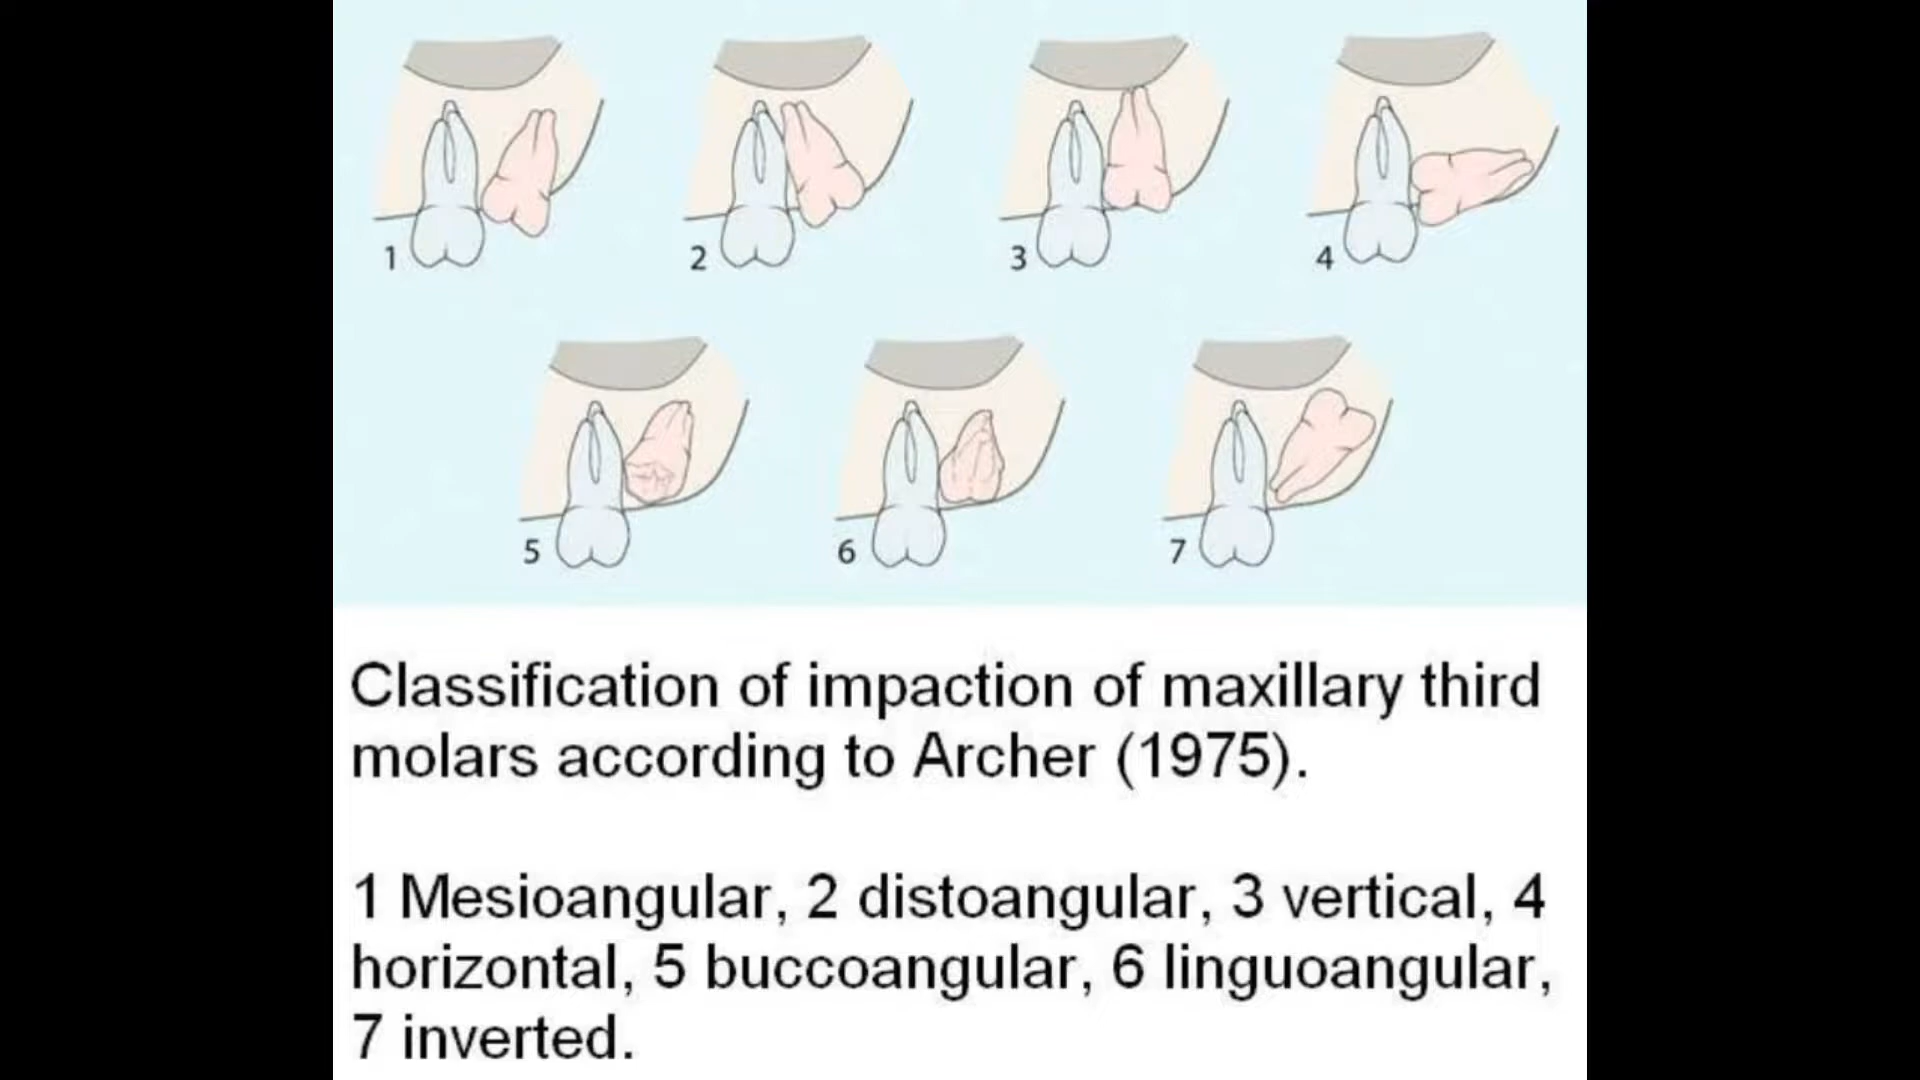 1 2 3 4
5 6 7
Classification of impaction of maxillary third
molars according to Archer (1975).
1 Mesioangular, 2 distoangular, 3 vertical, 4
horizontal, 5 buccoangular, 6 linguoangular,
7 inverted.